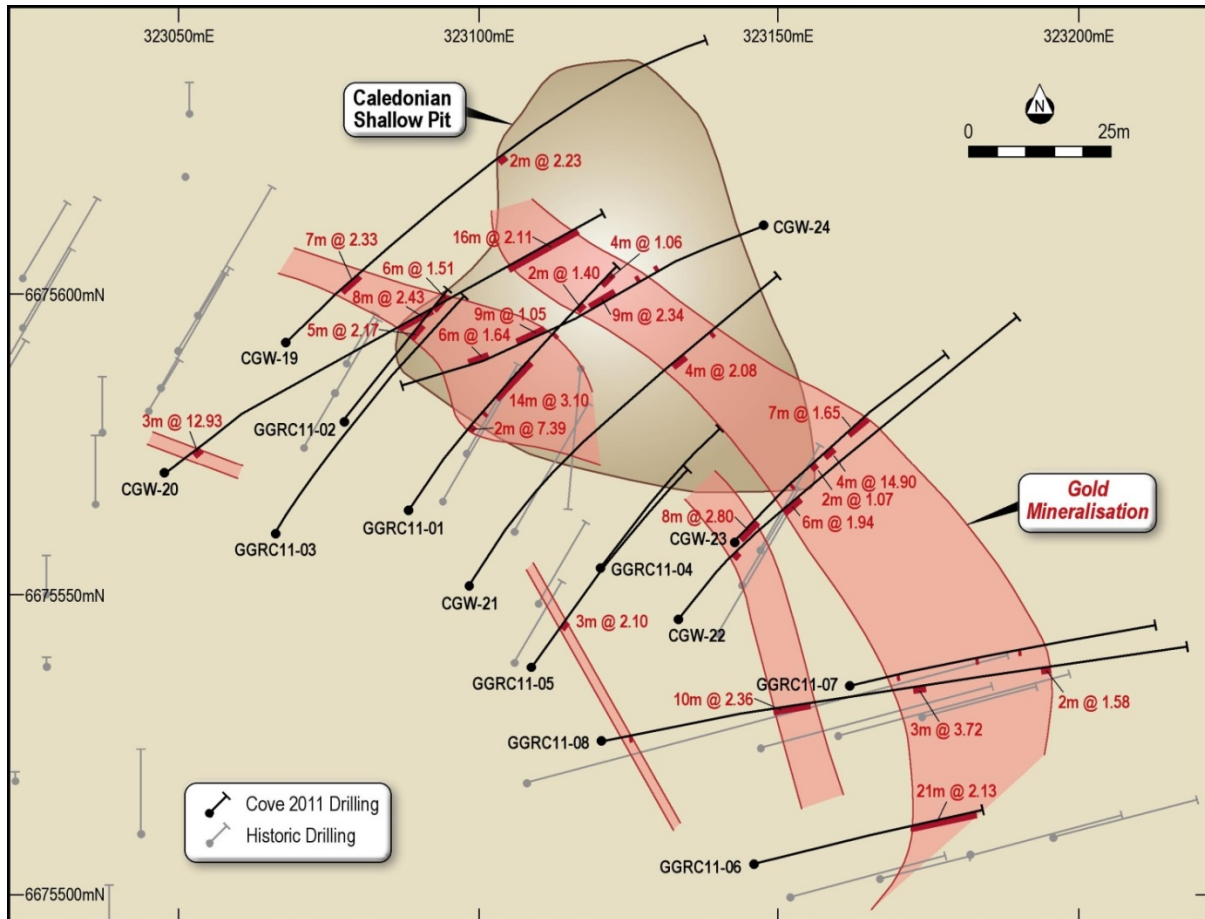 323050mE
323100mE
323150mE
323200mE
Caledonian
Shallow Pit
N
0
25m
2m @ 2.23
CGW-24
16m @ 2.11
4m @ 1.06
7m @ 2.33
6m @ 1.51
2m @ 1.40
6675600mN
8m @ 2.43
9m @ 1.05
9m @ 2.34
5m @ 2.17
6m @ 1.64
CGW-19
4m @ 2.08
14m @ 3.10
7m @ 1.65
3m @ 12.93
GGRC11-02
2m @ 7.39
4m @ 14.90
CGW-20
2m @ 1.07
Gold
Mineralisation
8m @ 2.80
6m @ 1.94
GGRC11-01
CGW-23
GGRC11-03
GGRC11-04
6675550mN
CGW-21
3m @ 2.10
CGW-22
GGRC11-05
GGRC11-07
10m @ 2.36
2m @ 1.58
3m @ 3.72
GGRC11-08
21m @ 2.13
Cove 2011 Drilling
Historic Drilling
GGRC11-06
6675500mN